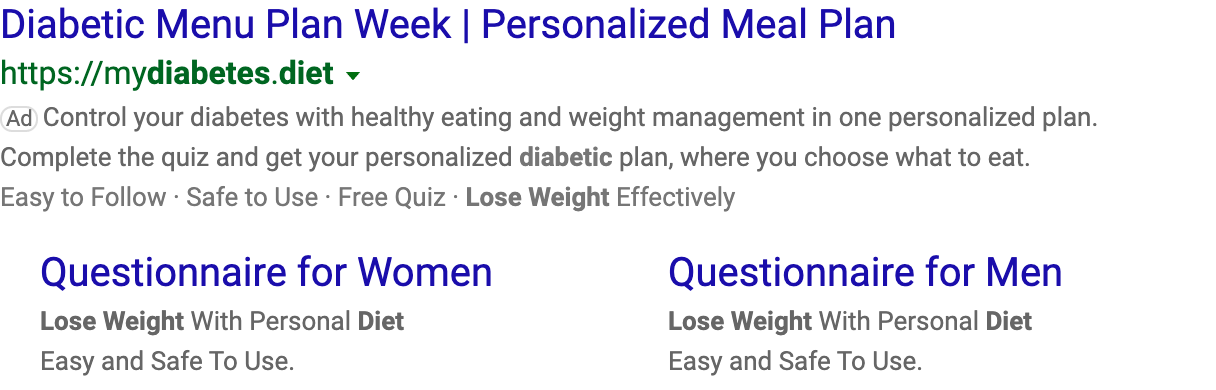 Diabetic Menu Plan Week | Personalized Meal Plan
https://mydiabetes.diet
Ad Control your diabetes with healthy eating and weight management in one personalized plan.
Complete the quiz and get your personalized diabetic plan, where you choose what to eat.
Easy to Follow · Safe to Use · Free Quiz · Lose Weight Effectively
Questionnaire for Women
Lose Weight With Personal Diet
Easy and Safe To Use.
Questionnaire for Men
Lose Weight With Personal Diet
Easy and Safe To Use.